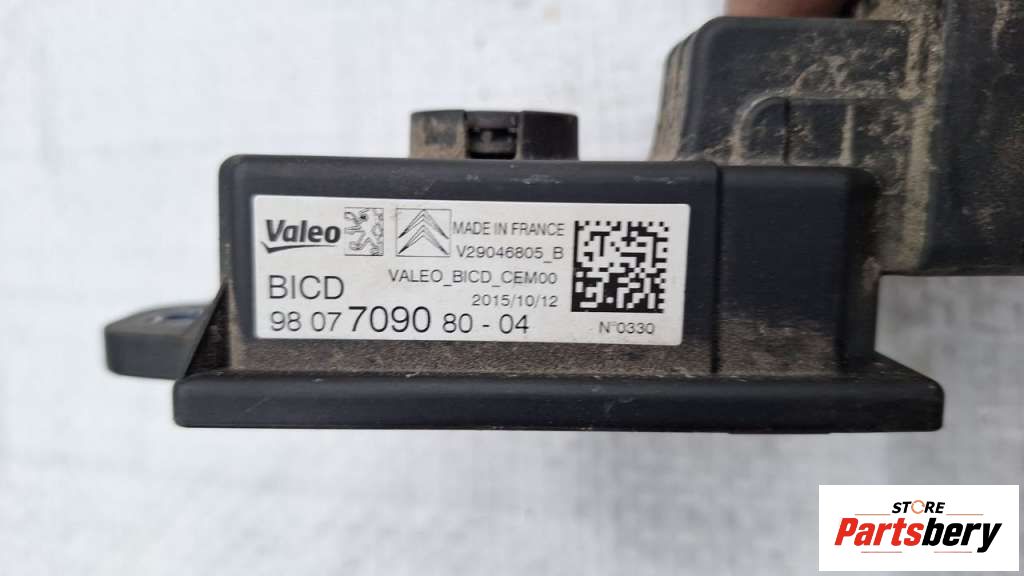 Valeo
MADE IN FRANCE
V29046805_B
VALEO_BICD_CEM00
BICD
2015/10/12
98 07 7090 80 - 04
N°0330
STORE
Partsbery